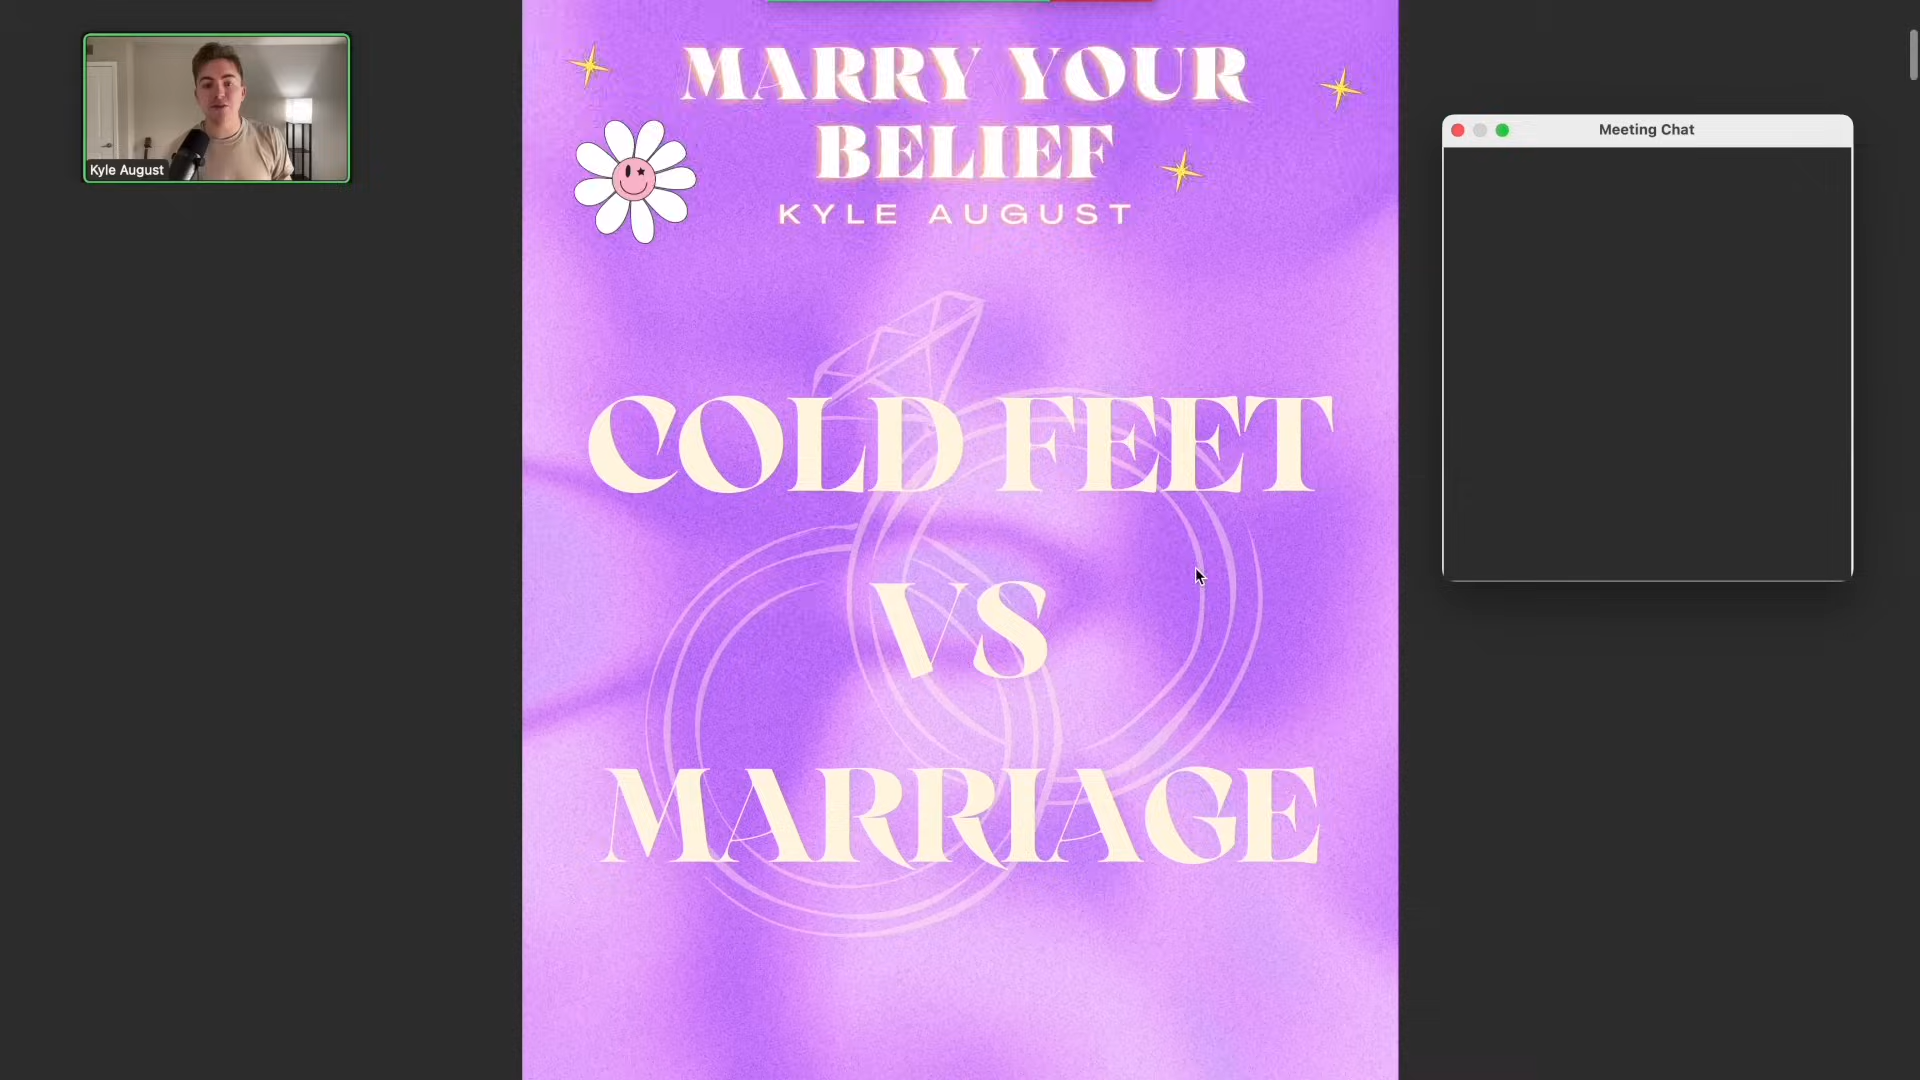 MARRY YOUR
BELIEF
KYLE AUGUST
COLD FEET
VS
MARRIAGE
Kyle August
Meeting Chat